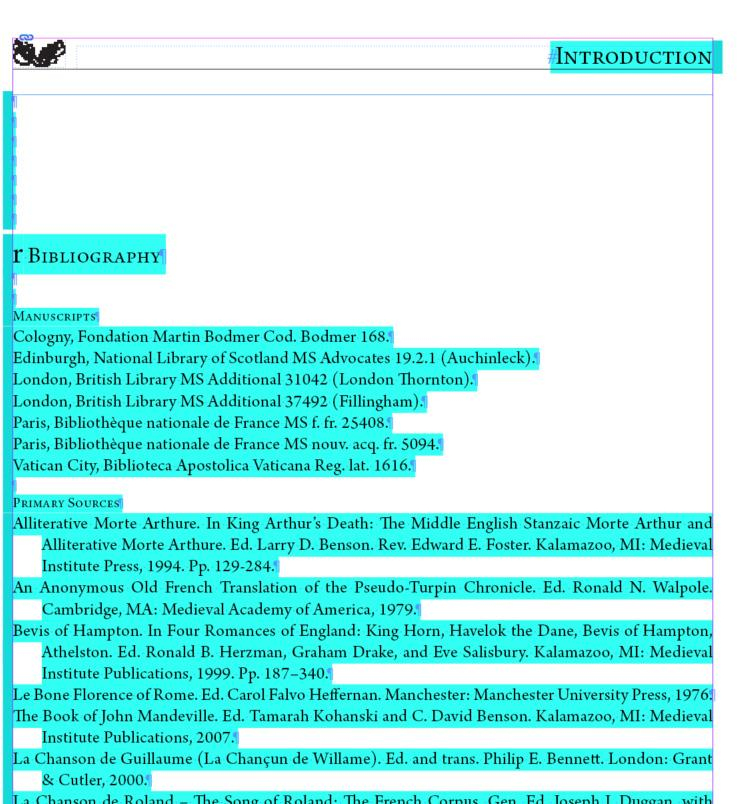 #Introduction
r Bibliography¶
Manuscripts¶
Cologny, Fondation Martin Bodmer Cod. Bodmer 168.¶
Edinburgh, National Library of Scotland MS Advocates 19.2.1 (Auchinleck).¶
London, British Library MS Additional 31042 (London Thornton).¶
London, British Library MS Additional 37492 (Fillingham).¶
Paris, Bibliothèque nationale de France MS f. fr. 25408.¶
Paris, Bibliothèque nationale de France MS nouv. acq. fr. 5094.¶
Vatican City, Biblioteca Apostolica Vaticana Reg. lat. 1616.¶
Primary Sources¶
Alliterative Morte Arthure. In King Arthur’s Death: The Middle English Stanzaic Morte Arthur and
Alliterative Morte Arthure. Ed. Larry D. Benson. Rev. Edward E. Foster. Kalamazoo, MI: Medieval
Institute Press, 1994. Pp. 129-284.¶
An Anonymous Old French Translation of the Pseudo-Turpin Chronicle. Ed. Ronald N. Walpole.
Cambridge, MA: Medieval Academy of America, 1979.¶
Bevis of Hampton. In Four Romances of England: King Horn, Havelok the Dane, Bevis of Hampton,
Athelston. Ed. Ronald B. Herzman, Graham Drake, and Eve Salisbury. Kalamazoo, MI: Medieval
Institute Publications, 1999. Pp. 187–340.¶
Le Bone Florence of Rome. Ed. Carol Falvo Heffernan. Manchester: Manchester University Press, 1976.¶
The Book of John Mandeville. Ed. Tamarah Kohanski and C. David Benson. Kalamazoo, MI: Medieval
Institute Publications, 2007.¶
La Chanson de Guillaume (La Chançun de Willame). Ed. and trans. Philip E. Bennett. London: Grant
& Cutler, 2000.¶
La Chanson de Roland – The Song of Roland: The French Corpus. Gen. Ed. Joseph J. Duggan, with